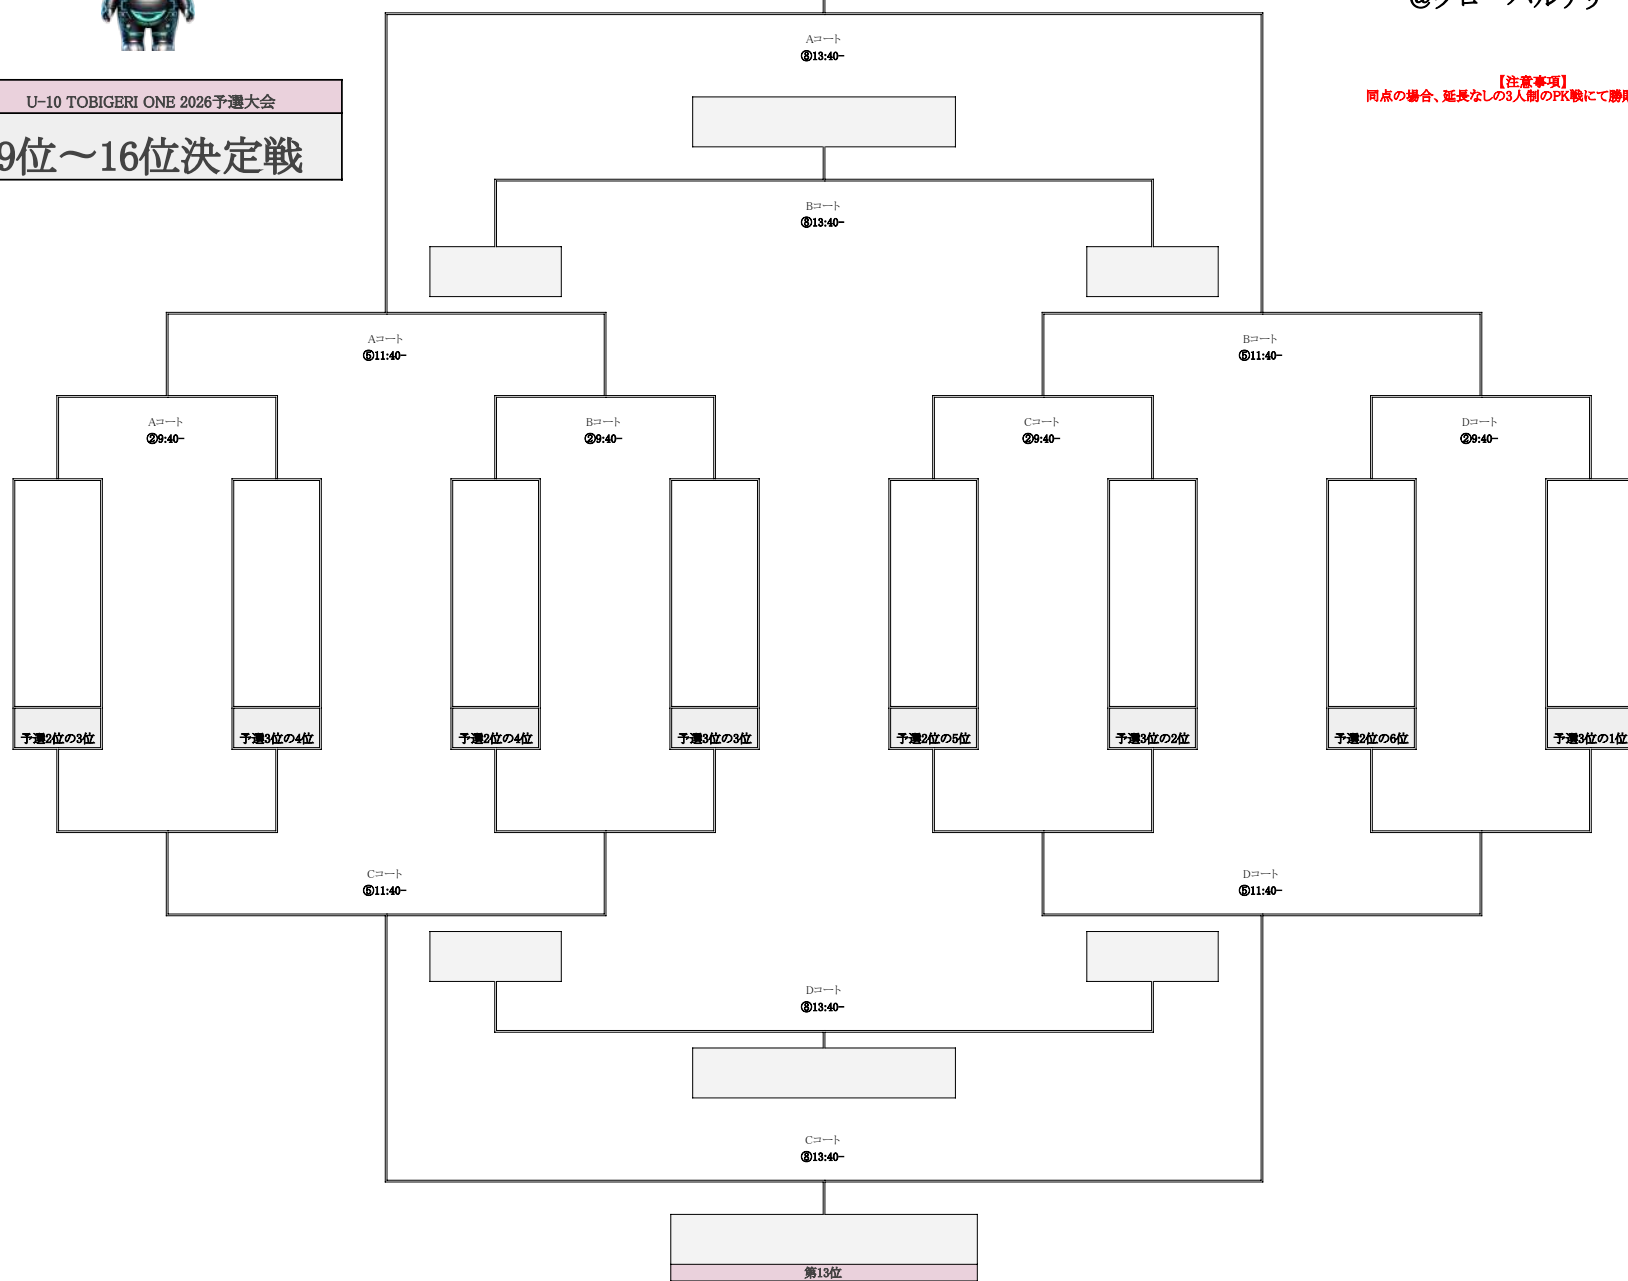 Aコート
⑧13:40-
【注意事項】
同点の場合、延長なしの3人制のPK戦にて勝
U-10 TOBIGERI ONE 2026予選大会
9位～16位決定戦
Bコート
⑧13:40-
Aコート
⑤11:40-
Bコート
⑤11:40-
Aコート
②9:40-
Bコート
②9:40-
Cコート
②9:40-
Dコート
②9:40-
予選2位の3位
予選3位の4位
予選2位の4位
予選3位の3位
予選2位の5位
予選3位の2位
予選2位の6位
予選3位の1位
Cコート
⑤11:40-
Dコート
⑤11:40-
Dコート
⑧13:40-
Cコート
⑧13:40-
第13位